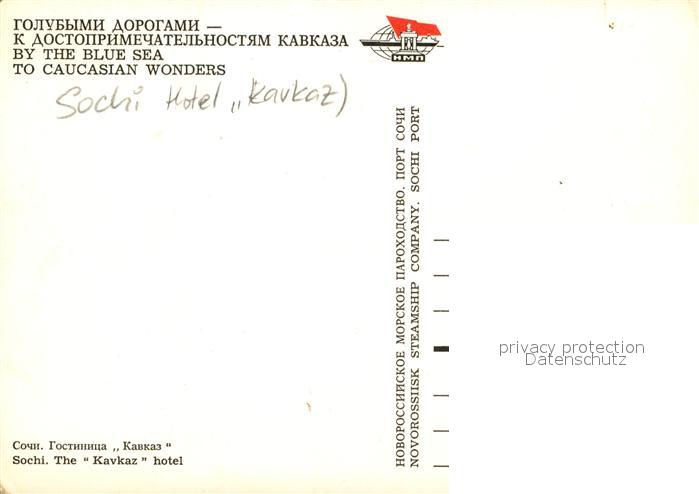 ГОЛУБЫМИ ДОРОГАМИ —
К ДОСТОПРИМЕЧАТЕЛЬНОСТЯМ КАВКАЗА
BY THE BLUE SEA
TO CAUCASIAN WONDERS
НМП
Sochi Hotel „Kavkaz)
НОВОРОССИЙСКОЕ МОРСКОЕ ПАРОХОДСТВО. ПОРТ СОЧИ
NOVOROSSIISK STEAMSHIP COMPANY. SOCHI PORT
privacy protection
Datenschutz
Сочи. Гостиница „Кавказ“
Sochi. The “Kavkaz” hotel